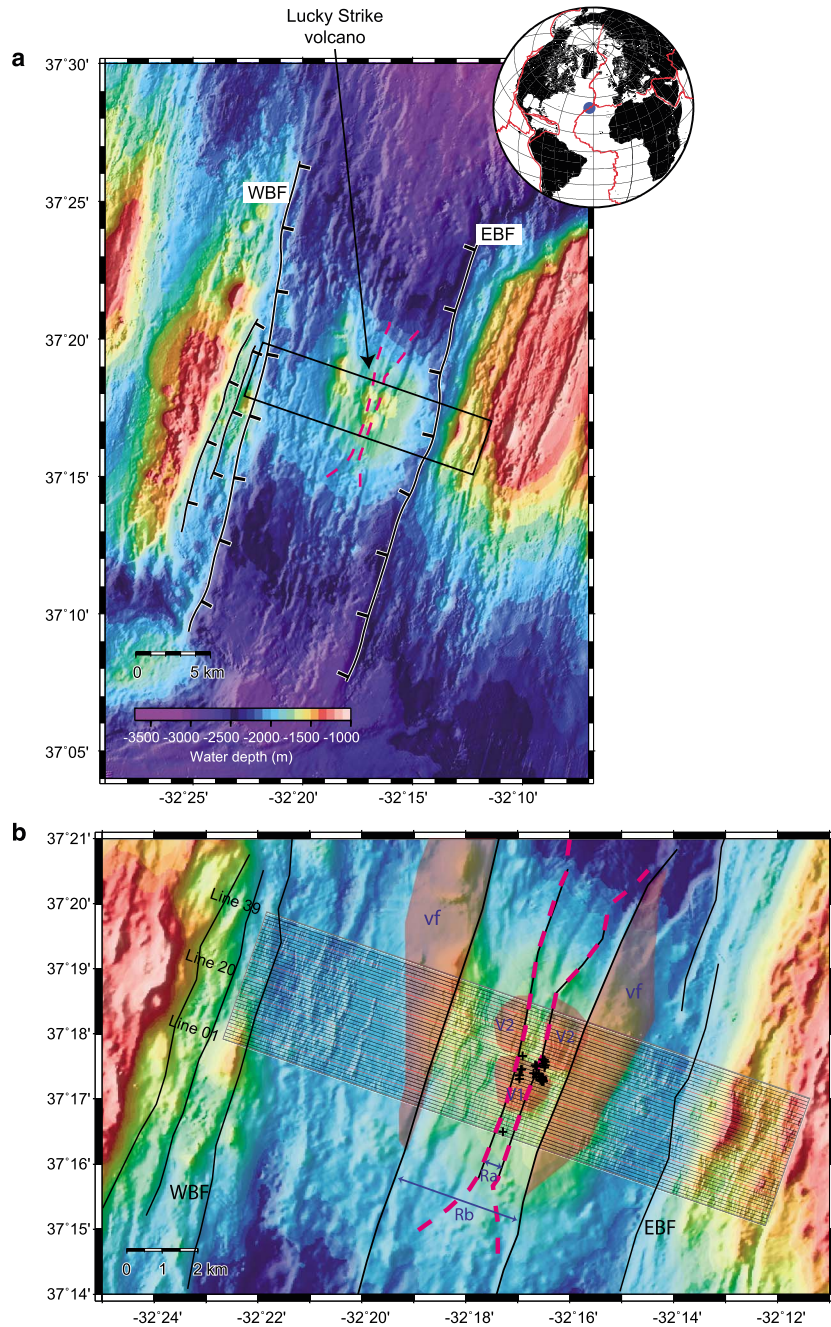 Lucky Strike
volcano
a
37˚30'
WBF
37˚25'
EBF
37˚20'
37˚15'
37˚10'
0 5 km
-3500 -3000 -2500 -2000 -1500 -1000
Water depth (m)
37˚05'
-32˚25' -32˚20' -32˚15' -32˚10'
b
37˚21'
Line 39
37˚20'
vf
Line 20
37˚19'
vf
Line 01
37˚18'
V2
V2
37˚17'
V1
37˚16'
Ra
WBF
Rb
37˚15'
EBF
0 1 2 km
37˚14'
-32˚24' -32˚22' -32˚20' -32˚18' -32˚16' -32˚16' -32˚14' -32˚12'